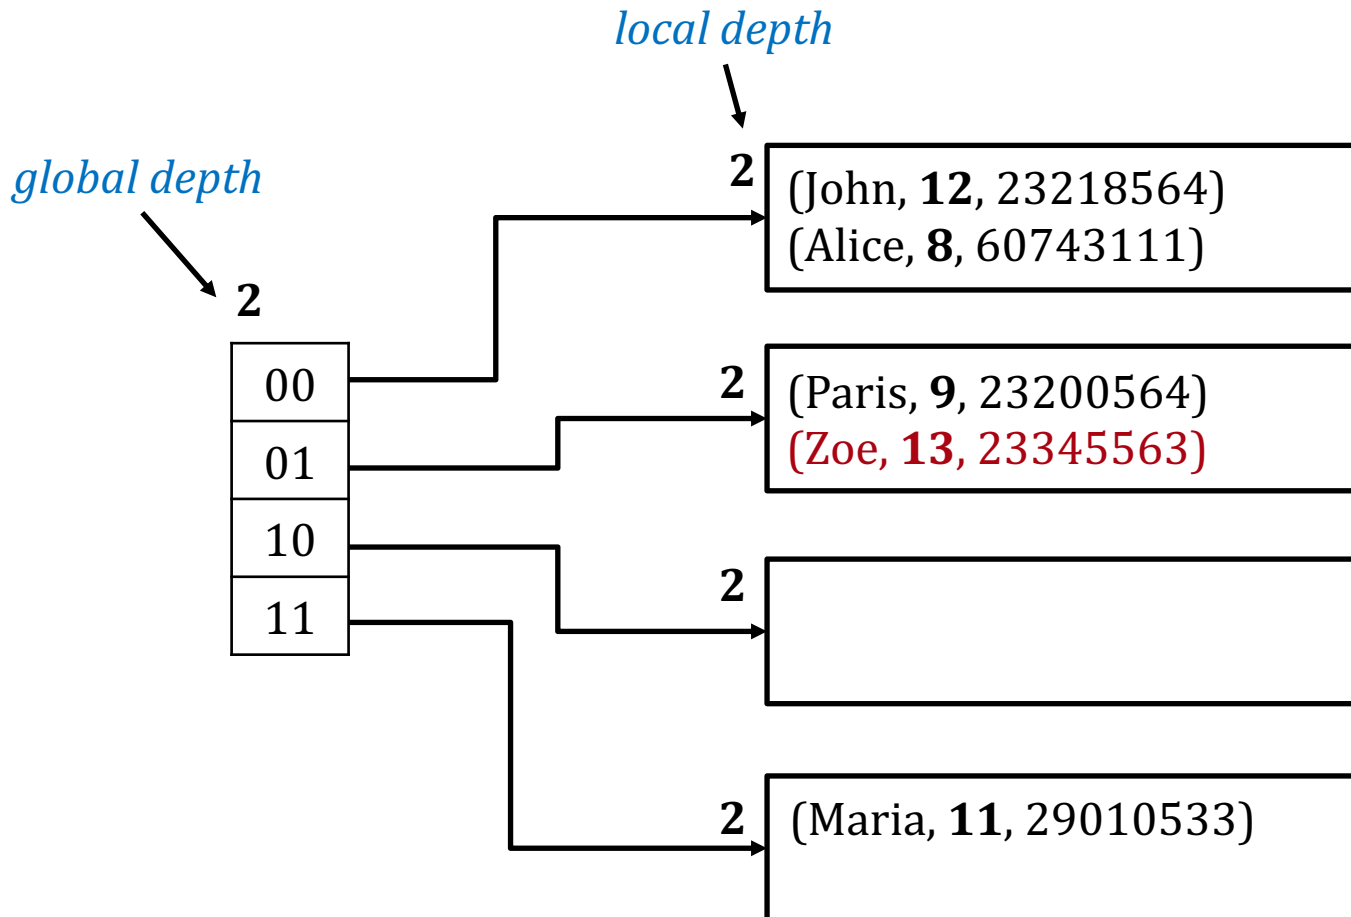 local depth
global depth
2
00
01
10
11
2
(John, 12, 23218564)
(Alice, 8, 60743111)
2
(Paris, 9, 23200564)
(Zoe, 13, 23345563)
2
2
(Maria, 11, 29010533)